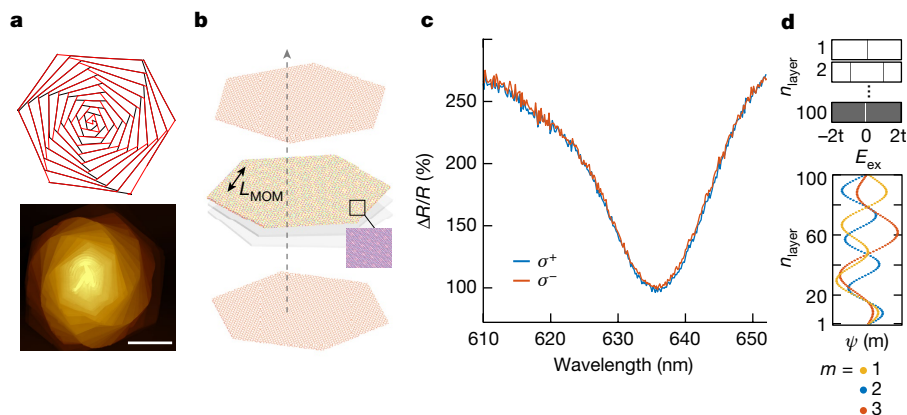 a
b
L_MOM
c
ΔR/R (%)
250
200
150
100
σ⁺
σ⁻
610
620
630
640
650
Wavelength (nm)
d
n_layer
1
2
⋮
100
−2t 0 2t
E_ex
n_layer
100
60
20
1
ψ (m)
m = 1
2
3